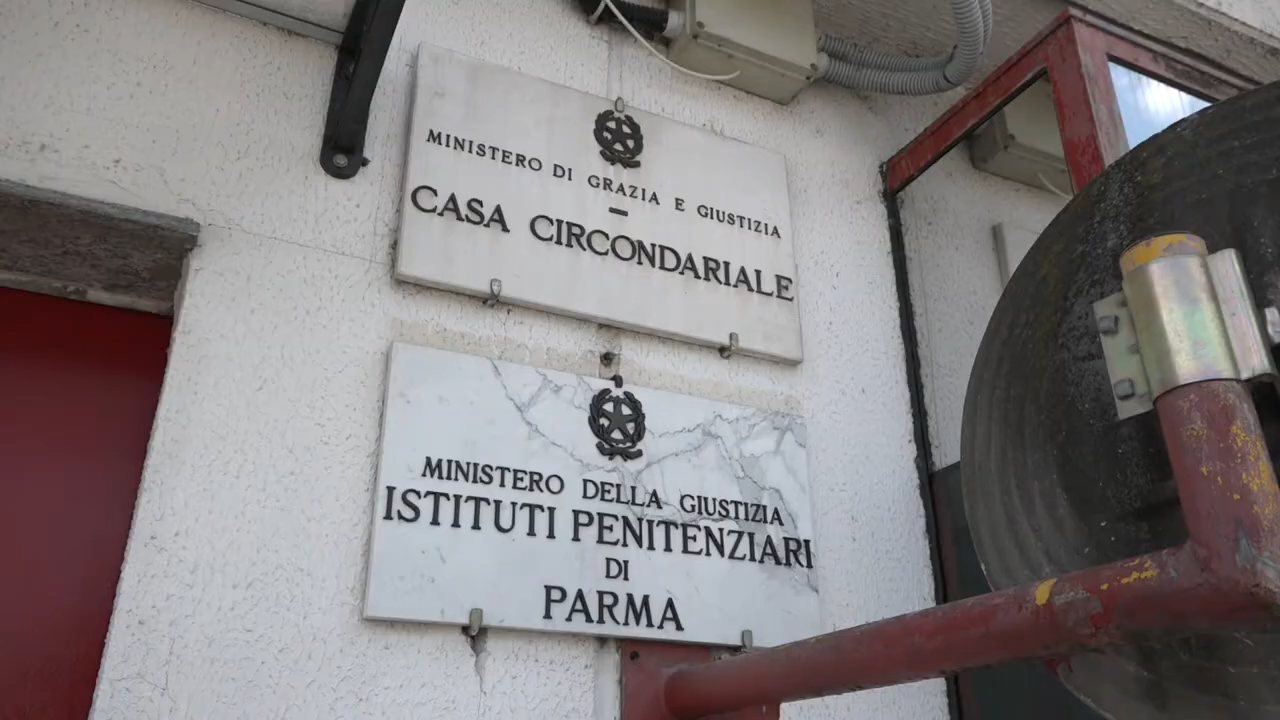 MINISTERO DI GRAZIA E GIUSTIZIA
CASA CIRCONDARIALE
MINISTERO DELLA GIUSTIZIA
ISTITUTI PENITENZIARI
DI
PARMA